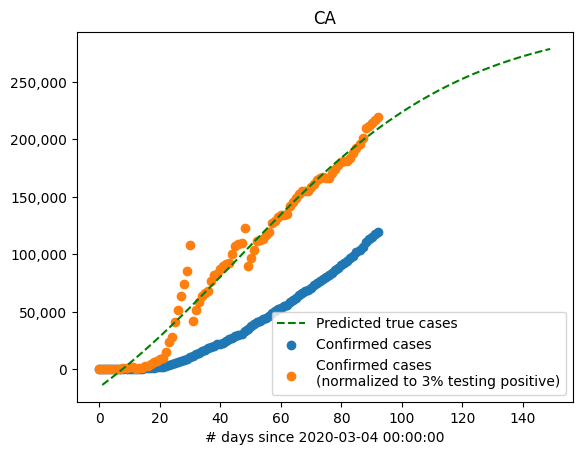 CA
250,000
200,000
150,000
100,000
50,000
0
Predicted true cases
Confirmed cases
Confirmed cases
(normalized to 3% testing positive)
0 20 40 60 80 100 120 140
# days since 2020-03-04 00:00:00